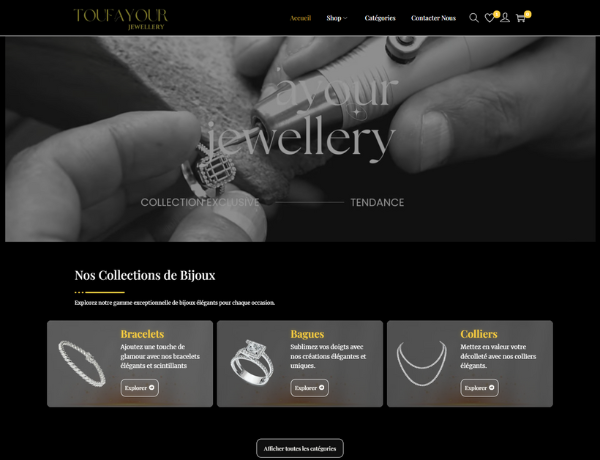 TOUFAYOUR
JEWELLERY
Accueil Shop Catégories Contacter Nous
0 0
ayour
jewellery
COLLECTION EXCLUSIVE TENDANCE
Nos Collections de Bijoux
Explorez notre gamme exceptionnelle de bijoux élégants pour chaque occasion.
Bracelets
Ajoutez une touche de
glamour avec nos bracelets
élégants et scintillants
Explorer
Bagues
Sublimez vos doigts avec
nos créations élégantes et
uniques.
Explorer
Colliers
Mettez en valeur votre
décolleté avec nos colliers
élégants.
Explorer
Afficher toutes les catégories